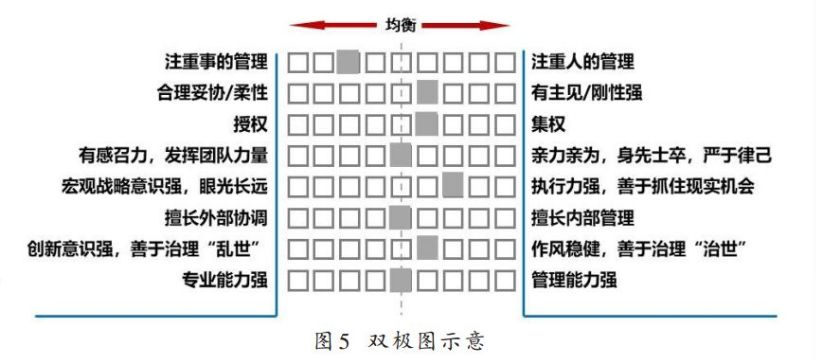 均衡
注重事的管理 注重人的管理
合理妥协/柔性 有主见/刚性强
授权 集权
有感召力，发挥团队力量 亲力亲为，身先士卒，严于律己
宏观战略意识强，眼光长远 执行力强，善于抓住现实机会
擅长外部协调 擅长内部管理
创新意识强，善于治理“乱世” 作风稳健，善于治理“治世”
专业能力强 管理能力强
图5 双极图示意